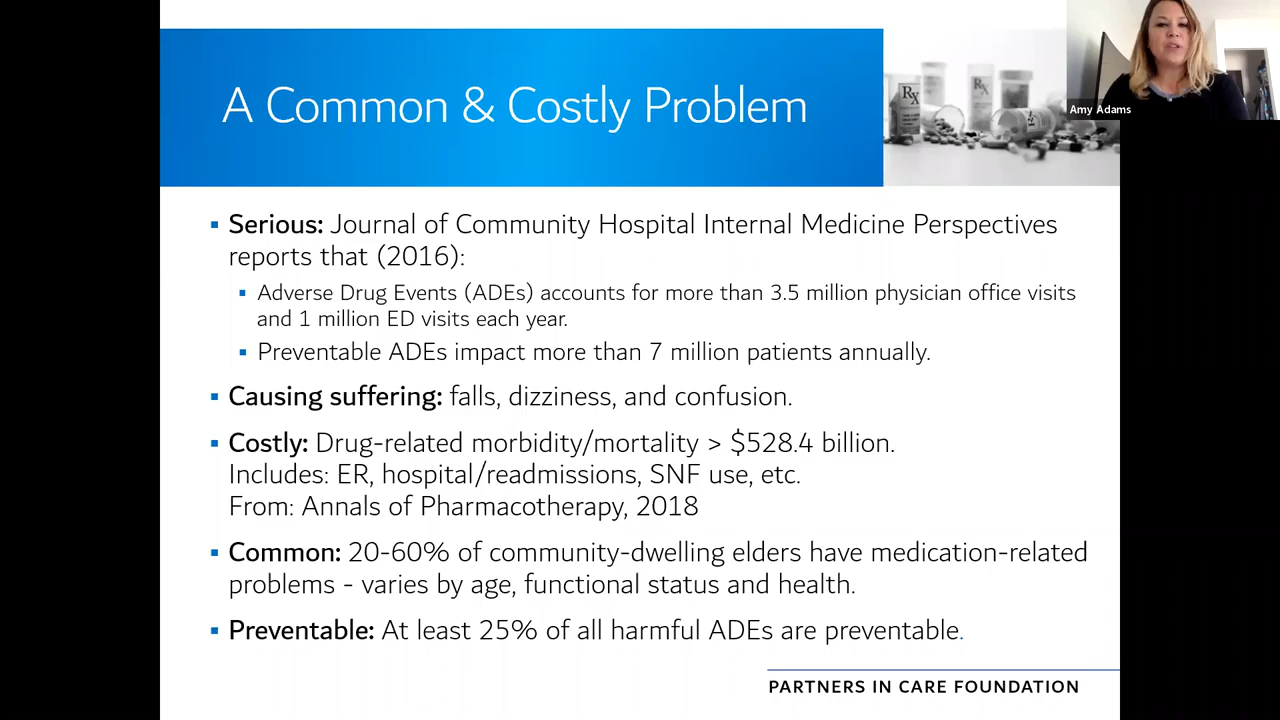 A Common & Costly Problem
Rx
Rx
Amy Adams
▪ Serious: Journal of Community Hospital Internal Medicine Perspectives
reports that (2016):
▪ Adverse Drug Events (ADEs) accounts for more than 3.5 million physician office visits
and 1 million ED visits each year.
▪ Preventable ADEs impact more than 7 million patients annually.
▪ Causing suffering: falls, dizziness, and confusion.
▪ Costly: Drug-related morbidity/mortality > $528.4 billion.
Includes: ER, hospital/readmissions, SNF use, etc.
From: Annals of Pharmacotherapy, 2018
▪ Common: 20-60% of community-dwelling elders have medication-related
problems - varies by age, functional status and health.
▪ Preventable: At least 25% of all harmful ADEs are preventable.
PARTNERS IN CARE FOUNDATION